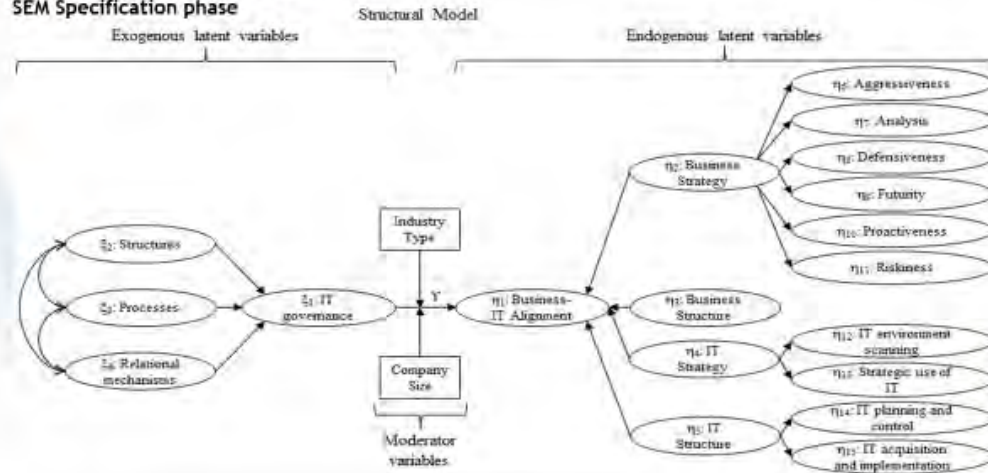 SEM Specification phase
Structural Model
Exogenous latent variables
Endogenous latent variables
η₆: Aggressiveness
η₇: Analysis
η₂: Business
Strategy
η₈: Defensiveness
η₉: Futurity
η₁₀: Proactiveness
η₁₁: Riskiness
Industry
Type
ξ₂: Structures
ξ₃: Processes
ξ₄: Relational
mechanisms
ξ₁: IT
governance
γ
η₁: Business-
IT Alignment
η₃: Business
Structure
η₄: IT
Strategy
η₁₂: IT environment
scanning
η₁₃: Strategic use of
IT
Company
Size
η₅: IT
Structure
η₁₄: IT planning and
control
η₁₅: IT acquisition
and implementation
Moderator
variables